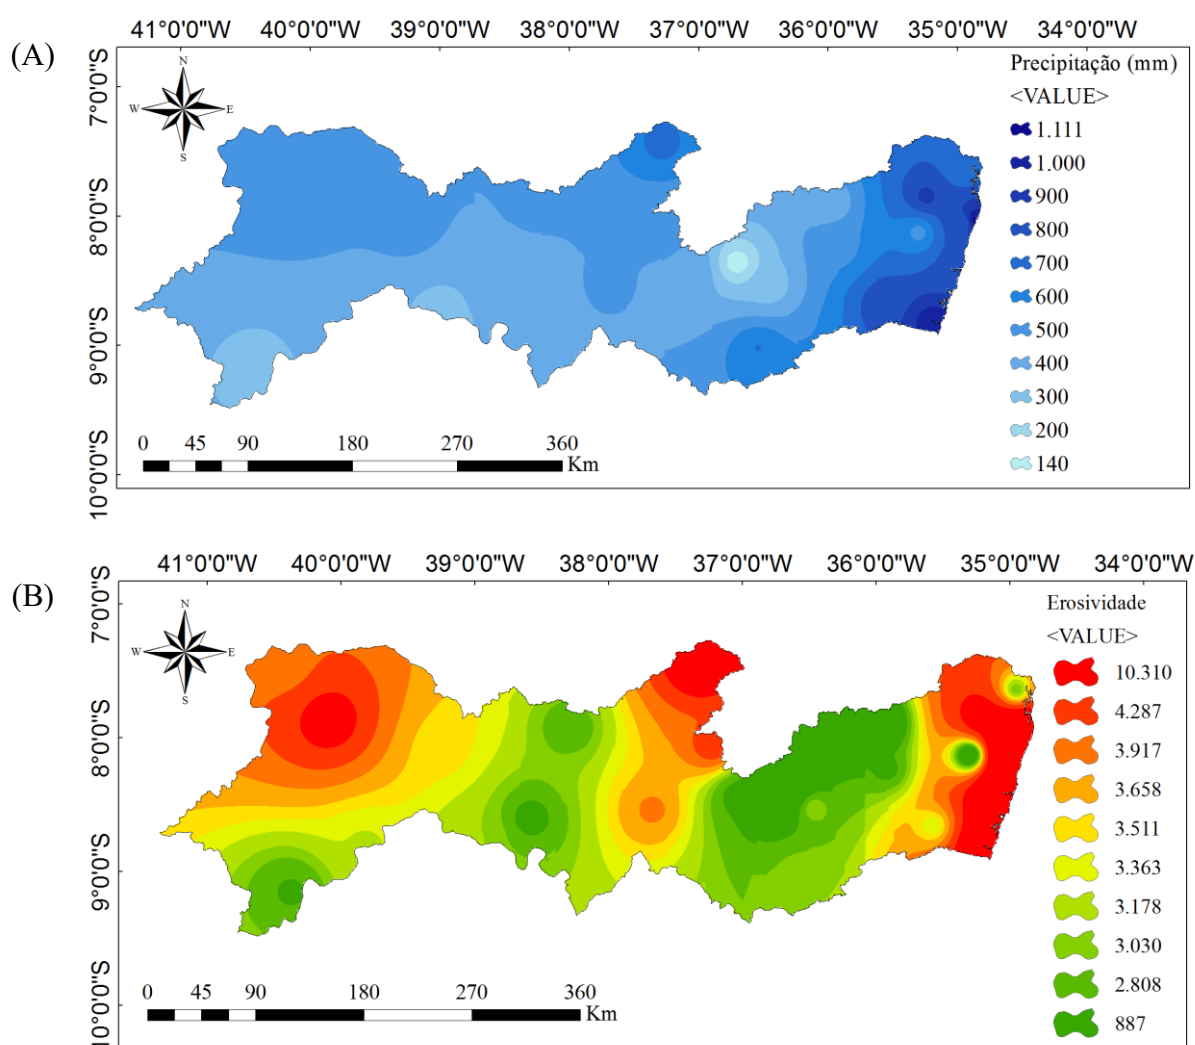 (A)
41°0'0"W 40°0'0"W 39°0'0"W 38°0'0"W 37°0'0"W 36°0'0"W 35°0'0"W 34°0'0"W
7°0'0"S
8°0'0"S
9°0'0"S
10°0'0"S
N
W E
S
Precipitação (mm)
<VALUE>
1.111
1.000
900
800
700
600
500
400
300
200
140
0 45 90 180 270 360
Km
(B)
41°0'0"W 40°0'0"W 39°0'0"W 38°0'0"W 37°0'0"W 36°0'0"W 35°0'0"W 34°0'0"W
7°0'0"S
8°0'0"S
9°0'0"S
10°0'0"S
N
W E
S
Erosividade
<VALUE>
10.310
4.287
3.917
3.658
3.511
3.363
3.178
3.030
2.808
887
0 45 90 180 270 360
Km